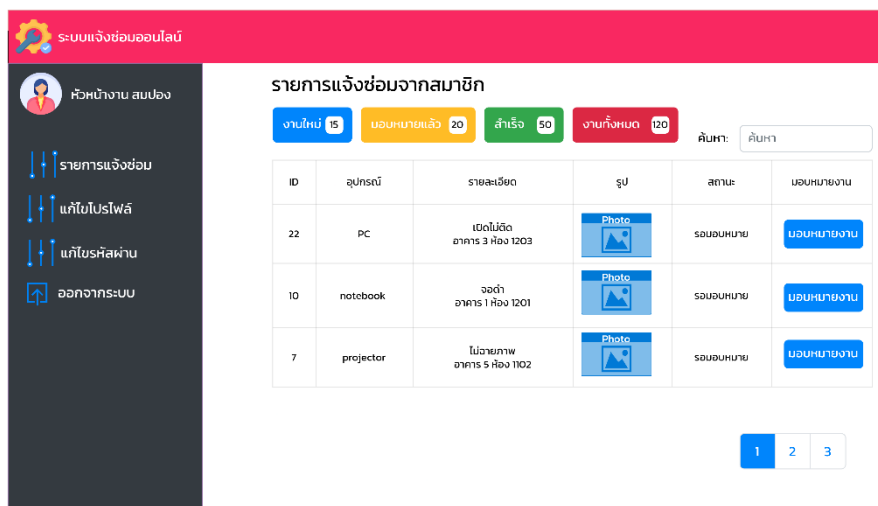 ระบบแจ้งซ่อมออนไลน์
หัวหน้างาน สมปอง
รายการแจ้งซ่อม
แก้ไขโปรไฟล์
แก้ไขรหัสผ่าน
ออกจากระบบ
รายการแจ้งซ่อมจากสมาชิก
งานใหม่ 15 มอบหมายแล้ว 20 สำเร็จ 50 งานทั้งหมด 120
ค้นหา: ค้นหา
ID อุปกรณ์ รายละเอียด รูป สถานะ มอบหมายงาน
22 PC เปิดไม่ติด
อาคาร 3 ห้อง 1203 Photo รอมอบหมาย มอบหมายงาน
10 notebook จอดำ
อาคาร 1 ห้อง 1201 Photo รอมอบหมาย มอบหมายงาน
7 projector ไม่ฉายภาพ
อาคาร 5 ห้อง 1102 Photo รอมอบหมาย มอบหมายงาน
1 2 3